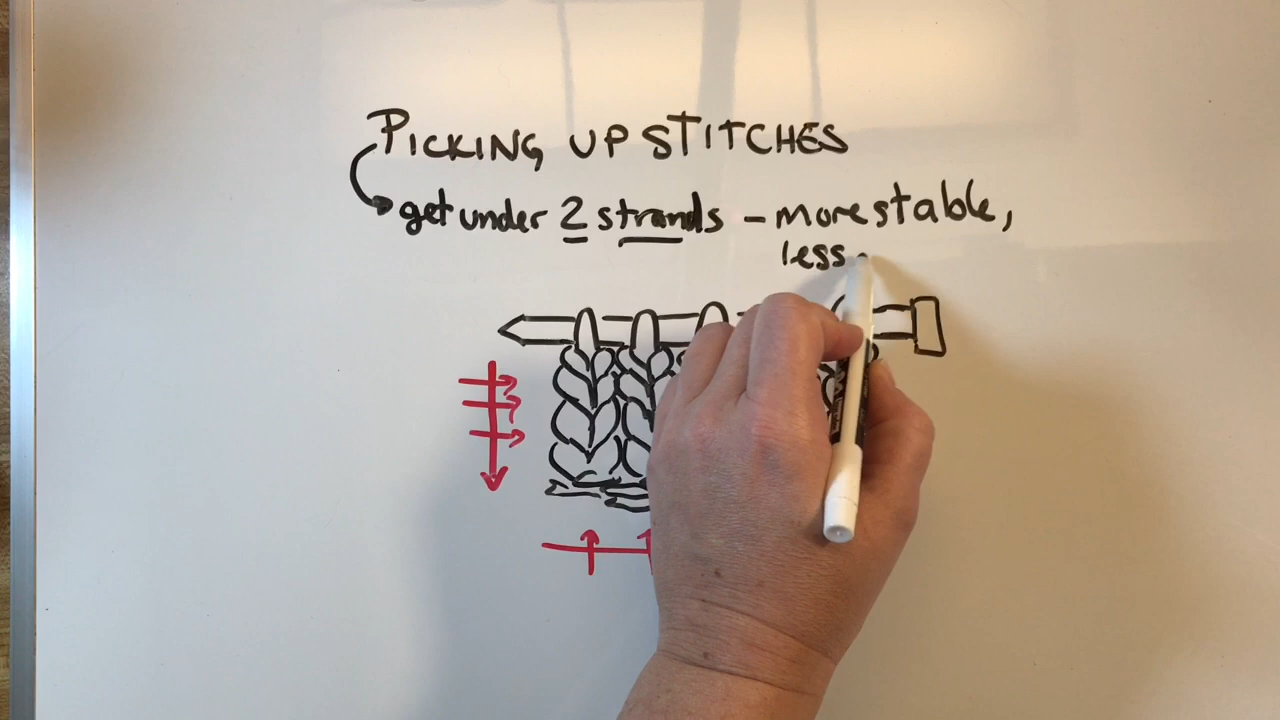 PICKING UP STITCHES
get under 2 strands - more stable,
less